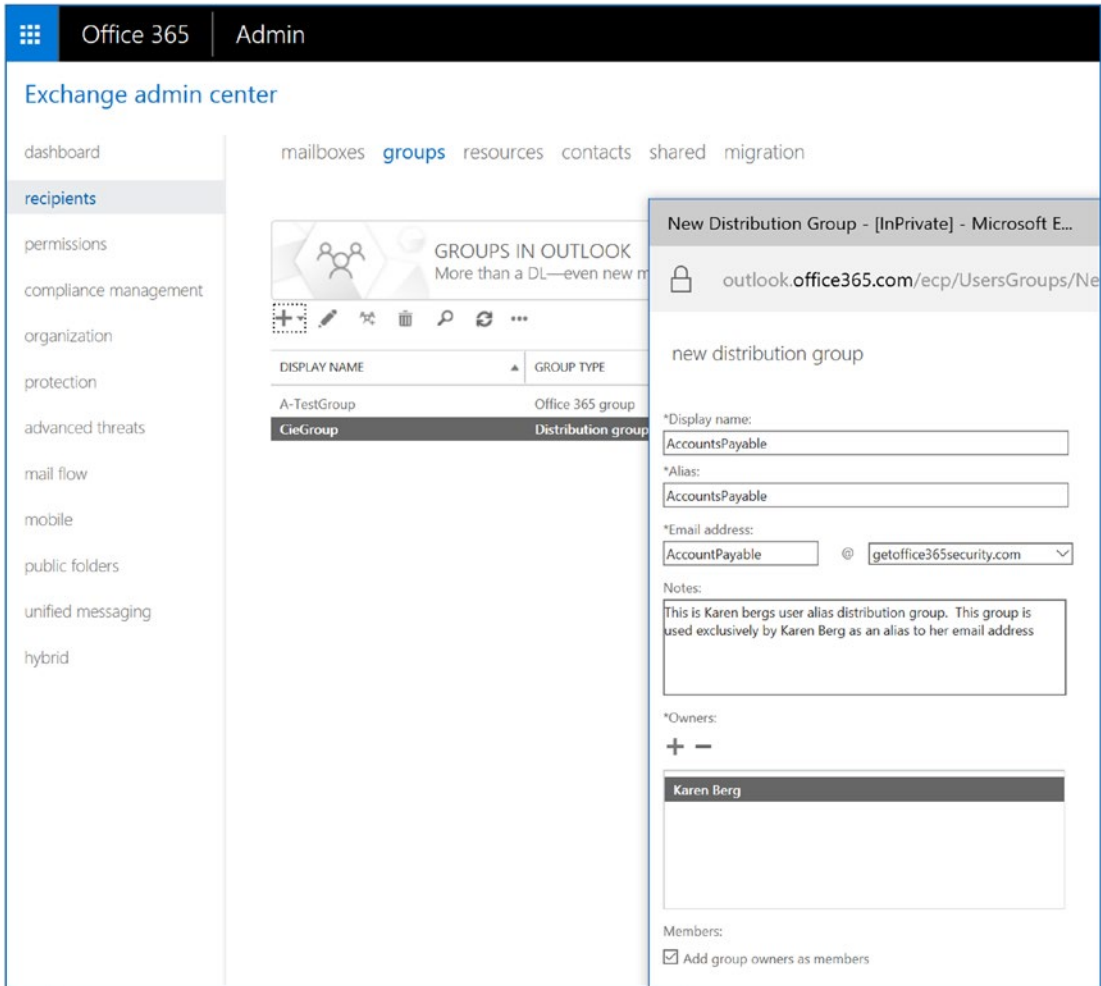 Office 365 Admin
Exchange admin center
dashboard
recipients
permissions
compliance management
organization
protection
advanced threats
mail flow
mobile
public folders
unified messaging
hybrid
mailboxes groups resources contacts shared migration
GROUPS IN OUTLOOK
More than a DL—even new m
DISPLAY NAME GROUP TYPE
A-TestGroup Office 365 group
CieGroup Distribution group
New Distribution Group - [InPrivate] - Microsoft E...
outlook.office365.com/ecp/UsersGroups/Ne
new distribution group
*Display name:
AccountsPayable
*Alias:
AccountsPayable
*Email address:
AccountPayable @ getoffice365security.com
Notes:
This is Karen bergs user alias distribution group. This group is
used exclusively by Karen Berg as an alias to her email address
*Owners:
Karen Berg
Members:
Add group owners as members